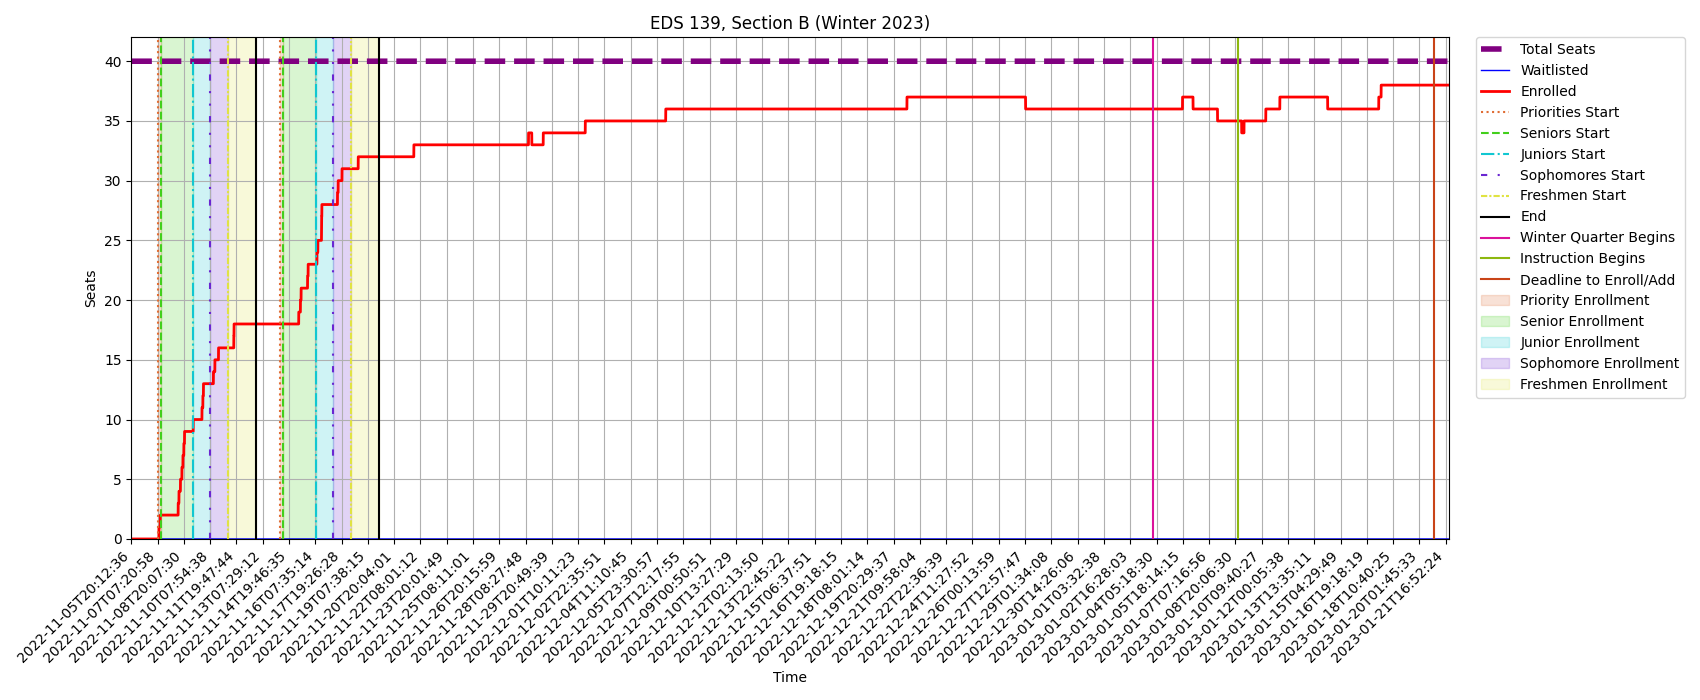 EDS 139, Section B (Winter 2023)
Seats
40
35
30
25
20
15
10
5
0
2022-11-05T20:12:36
2022-11-07T07:20:58
2022-11-08T20:07:30
2022-11-10T07:54:38
2022-11-11T19:47:44
2022-11-13T07:29:12
2022-11-14T19:46:35
2022-11-16T07:35:14
2022-11-17T19:26:28
2022-11-19T07:38:15
2022-11-20T20:04:01
2022-11-22T08:01:12
2022-11-23T20:01:49
2022-11-25T08:11:01
2022-11-26T20:15:59
2022-11-28T08:27:48
2022-11-29T20:49:39
2022-12-01T10:11:23
2022-12-02T22:35:51
2022-12-04T11:10:45
2022-12-05T23:30:57
2022-12-07T12:17:55
2022-12-09T00:50:51
2022-12-10T13:27:29
2022-12-12T02:13:50
2022-12-13T22:45:22
2022-12-15T06:37:51
2022-12-16T19:18:15
2022-12-18T08:01:14
2022-12-19T20:29:37
2022-12-21T09:58:04
2022-12-22T22:36:39
2022-12-24T11:27:52
2022-12-26T00:13:59
2022-12-27T12:57:47
2022-12-29T01:34:08
2022-12-30T14:26:06
2023-01-01T03:32:38
2023-01-02T16:28:03
2023-01-04T05:18:30
2023-01-05T18:14:15
2023-01-07T07:16:56
2023-01-08T20:06:30
2023-01-10T09:40:27
2023-01-12T00:05:38
2023-01-13T13:35:11
2023-01-15T04:29:49
2023-01-16T19:18:19
2023-01-18T10:40:25
2023-01-20T01:45:33
2023-01-21T16:52:24
Time
Total Seats
Waitlisted
Enrolled
Priorities Start
Seniors Start
Juniors Start
Sophomores Start
Freshmen Start
End
Winter Quarter Begins
Instruction Begins
Deadline to Enroll/Add
Priority Enrollment
Senior Enrollment
Junior Enrollment
Sophomore Enrollment
Freshmen Enrollment